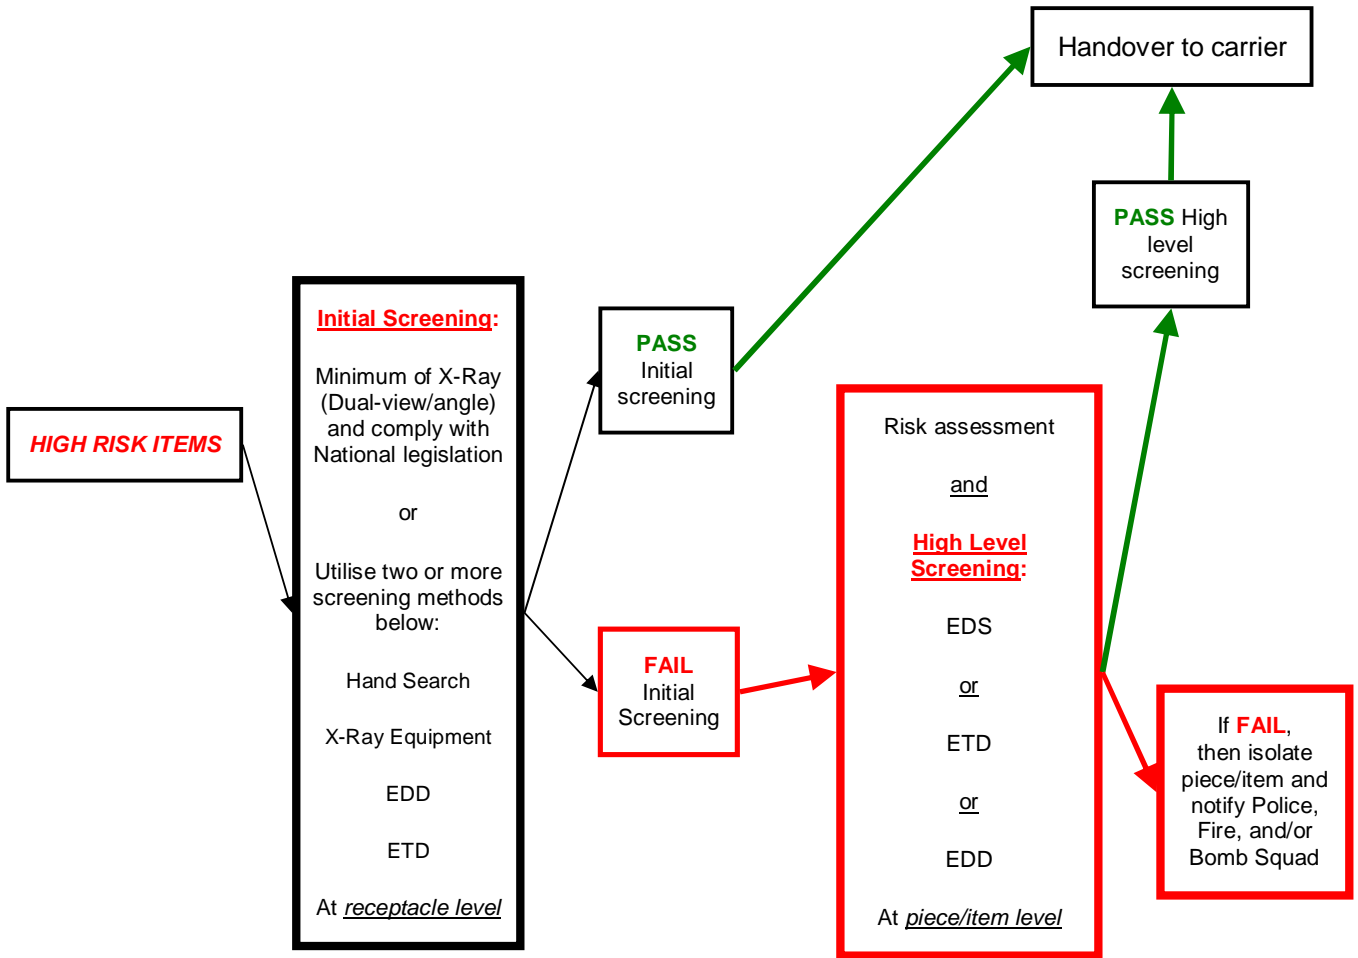 HIGH RISK ITEMS
Initial Screening:
Minimum of X-Ray
(Dual-view/angle)
and comply with
National legislation
or
Utilise two or more
screening methods
below:
Hand Search
X-Ray Equipment
EDD
ETD
At receptacle level
PASS
Initial
screening
FAIL
Initial
Screening
Risk assessment
and
High Level
Screening:
EDS
or
ETD
or
EDD
At piece/item level
Handover to carrier
PASS High
level
screening
If FAIL,
then isolate
piece/item and
notify Police,
Fire, and/or
Bomb Squad